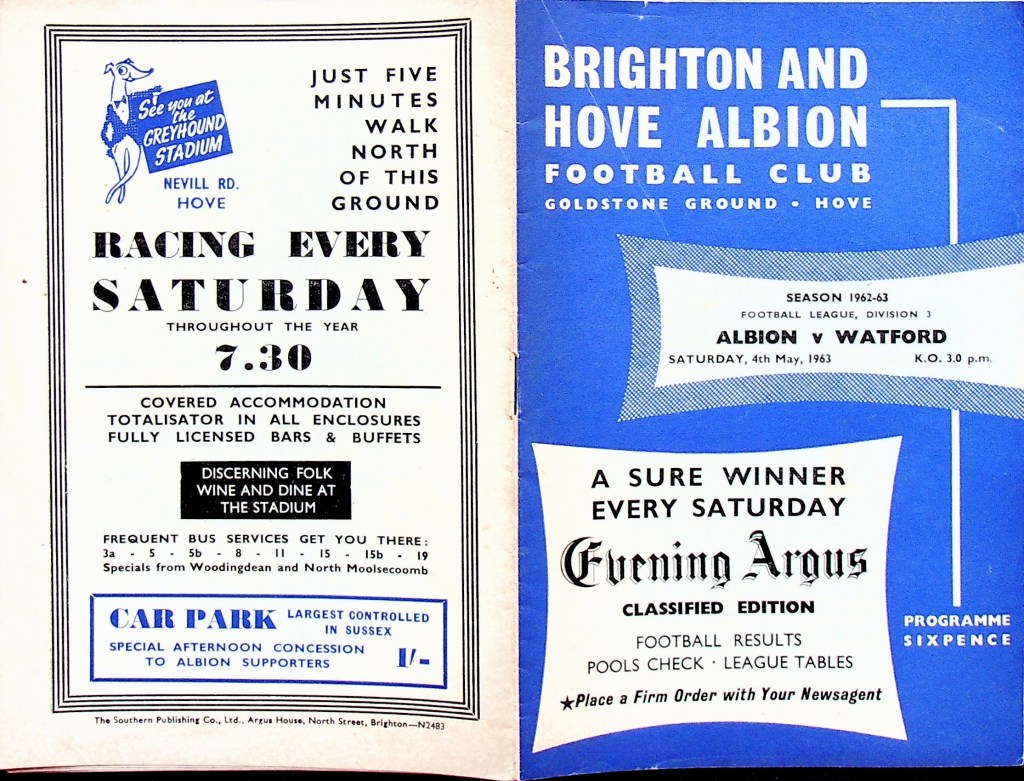 See you at
the
GREYHOUND
STADIUM
NEVILL RD.
HOVE
JUST FIVE
MINUTES
WALK
NORTH
OF THIS
GROUND
RACING EVERY
SATURDAY
THROUGHOUT THE YEAR
7.30
COVERED ACCOMMODATION
TOTALISATOR IN ALL ENCLOSURES
FULLY LICENSED BARS & BUFFETS
DISCERNING FOLK
WINE AND DINE AT
THE STADIUM
FREQUENT BUS SERVICES GET YOU THERE:
3a - 5 - 5b - 8 - 11 - 15 - 15b - 19
Specials from Woodingdean and North Moolsecoomb
CAR PARK LARGEST CONTROLLED
IN SUSSEX
SPECIAL AFTERNOON CONCESSION
TO ALBION SUPPORTERS 1/-
The Southern Publishing Co., Ltd., Argus House, North Street, Brighton—N2483
BRIGHTON AND
HOVE ALBION
FOOTBALL CLUB
GOLDSTONE GROUND • HOVE
SEASON 1962-63
FOOTBALL LEAGUE, DIVISION 3
ALBION v WATFORD
SATURDAY, 4th May, 1963 K.O. 3.0 p.m.
A SURE WINNER
EVERY SATURDAY
Evening Argus
CLASSIFIED EDITION
FOOTBALL RESULTS
POOLS CHECK · LEAGUE TABLES
★Place a Firm Order with Your Newsagent
PROGRAMME
SIXPENCE